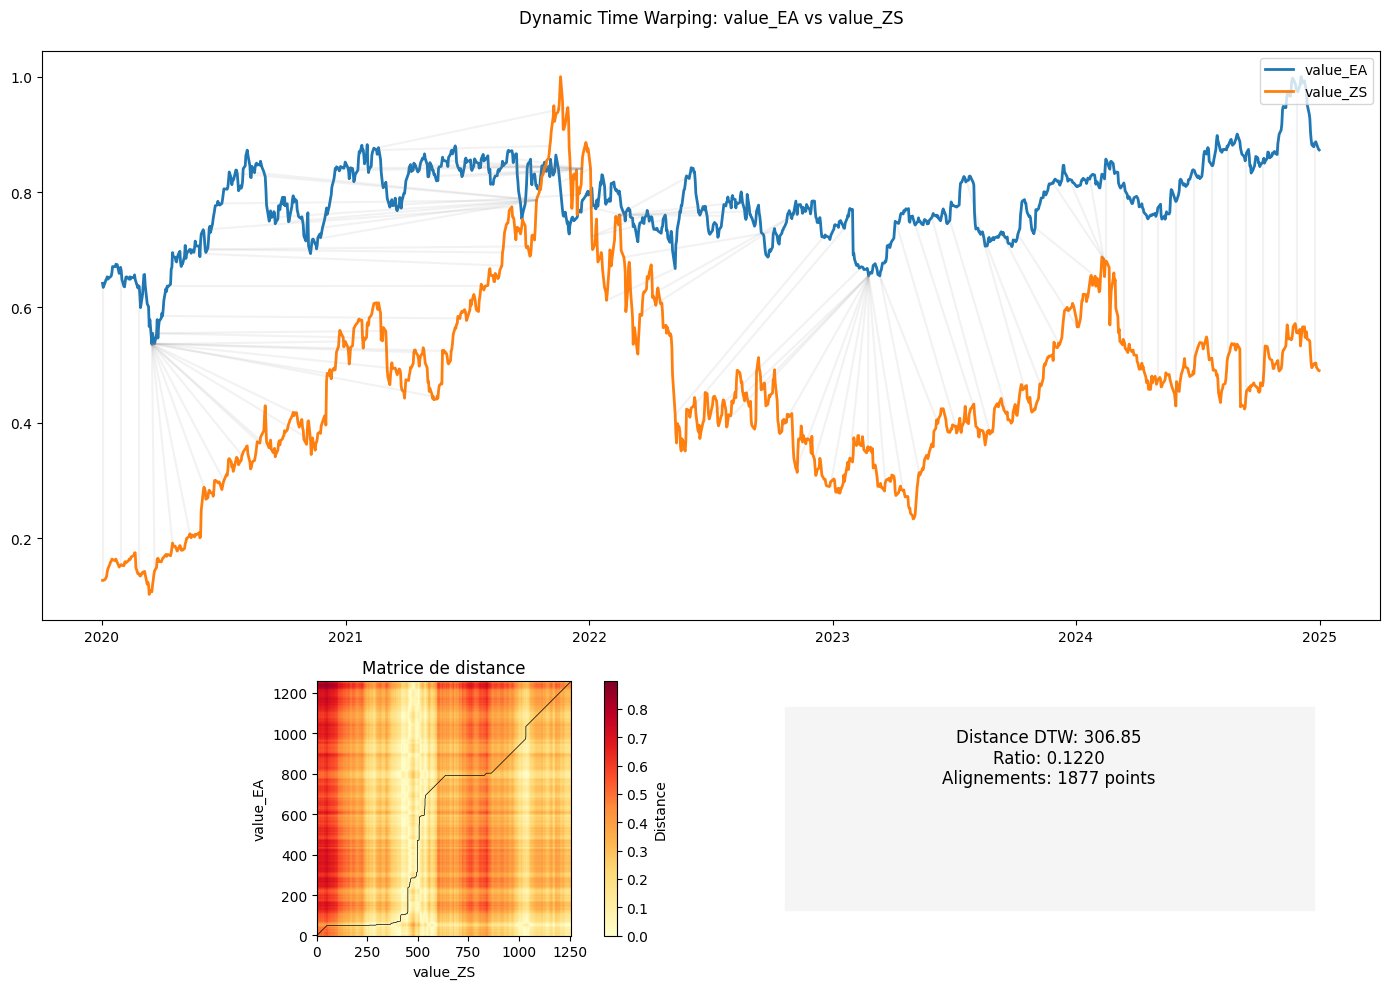 Dynamic Time Warping: value_EA vs value_ZS
value_EA
value_ZS
1.0
0.8
0.6
0.4
0.2
2020 2021 2022 2023 2024 2025
Matrice de distance
1200
1000
800
600
400
200
0
value_EA
0 250 500 750 1000 1250
value_ZS
0.8
0.7
0.6
0.5
0.4
0.3
0.2
0.1
0.0
Distance
Distance DTW: 306.85
Ratio: 0.1220
Alignements: 1877 points